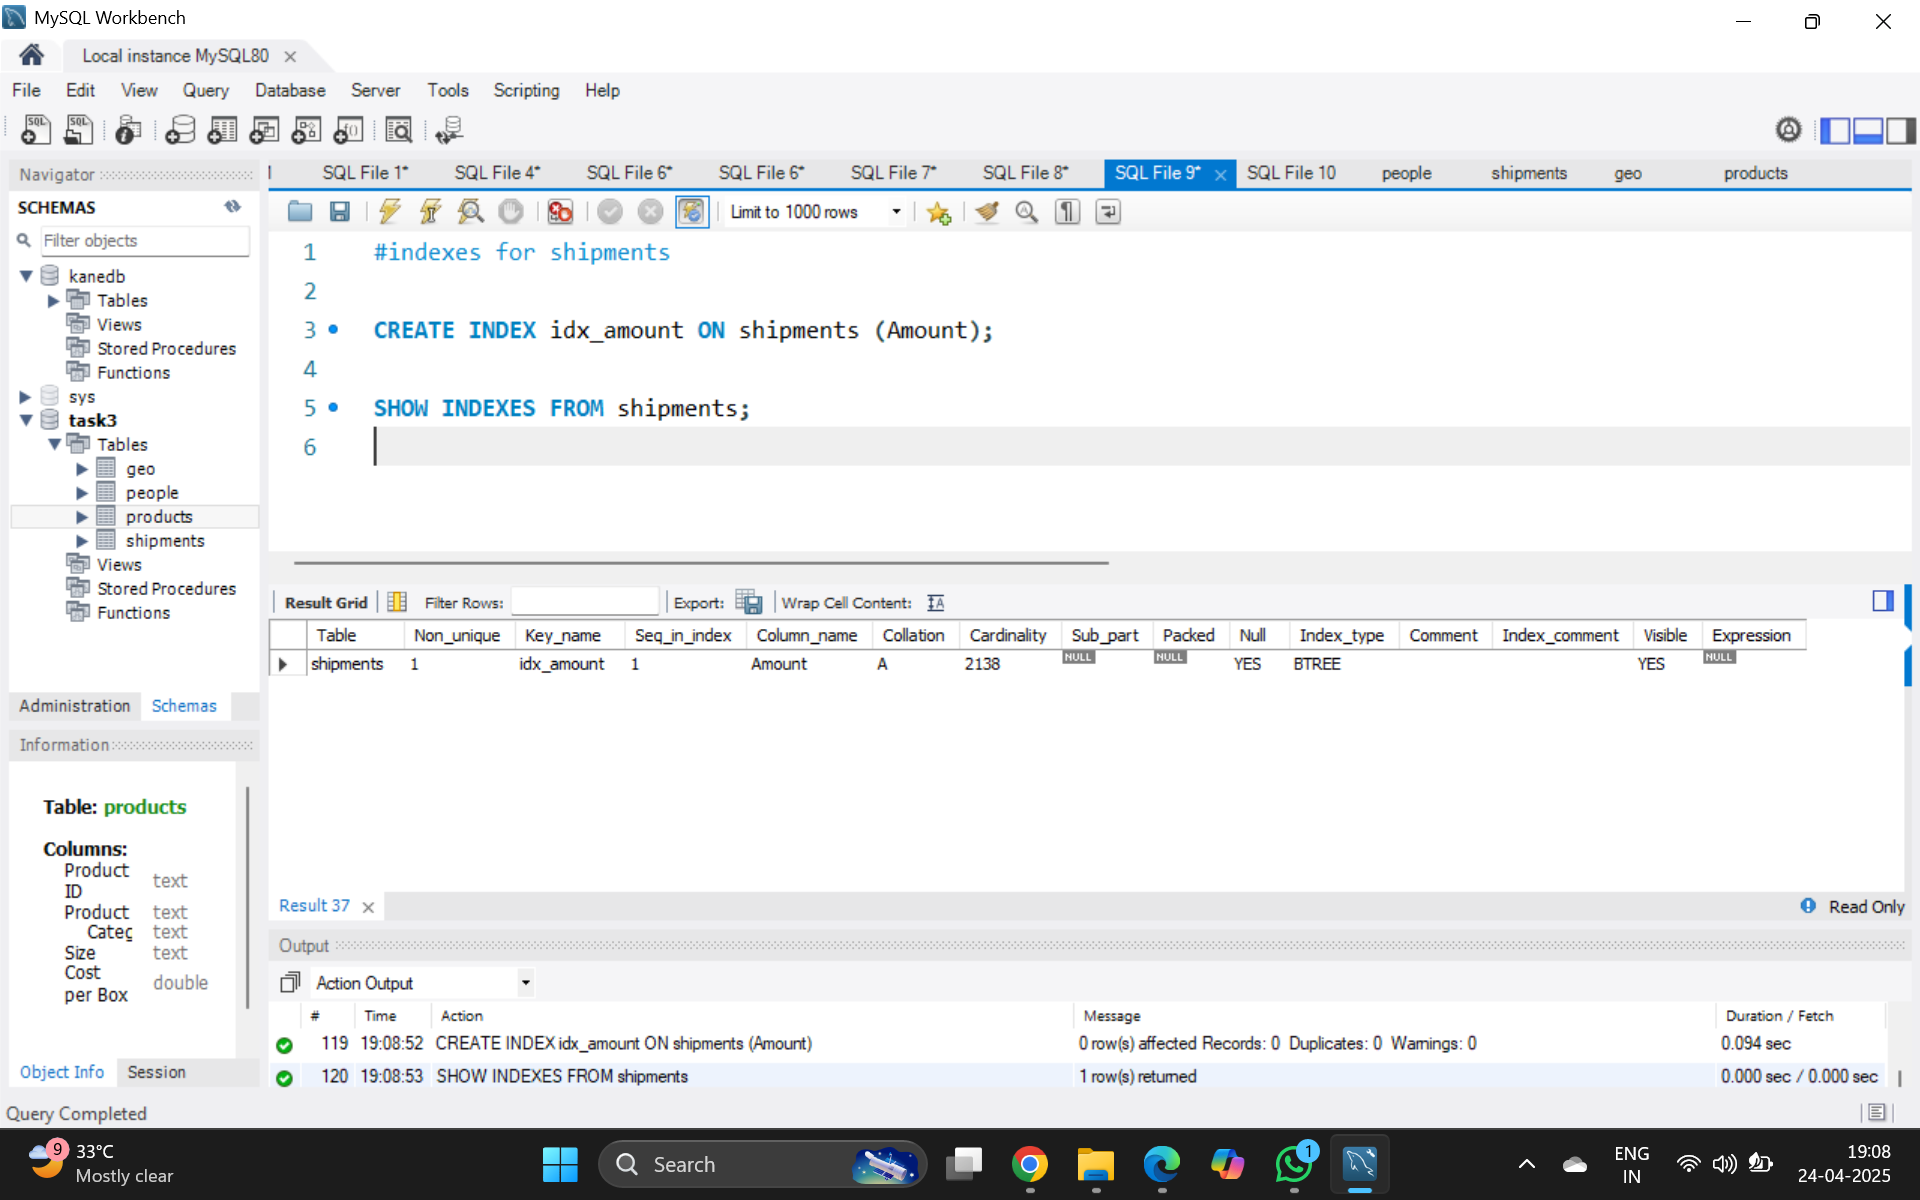 MySQL Workbench
Local instance MySQL80
File Edit View Query Database Server Tools Scripting Help
Navigator
SCHEMAS
Filter objects
kanedb
Tables
Views
Stored Procedures
Functions
sys
task3
Tables
geo
people
products
shipments
Views
Stored Procedures
Functions
Administration Schemas
Information
Table: products
Columns:
Product ID text
Product text
Categ text
Size text
Cost per Box double
Object Info Session
SQL File 1* SQL File 4* SQL File 6* SQL File 6* SQL File 7* SQL File 8* SQL File 9* SQL File 10 people shipments geo products
Limit to 1000 rows
1 #indexes for shipments
2
3 CREATE INDEX idx_amount ON shipments (Amount);
4
5 SHOW INDEXES FROM shipments;
6
Result Grid Filter Rows: Export: Wrap Cell Content:
Table Non_unique Key_name Seq_in_index Column_name Collation Cardinality Sub_part Packed Null Index_type Comment Index_comment Visible Expression
shipments 1 idx_amount 1 Amount A 2138 NULL NULL YES BTREE YES NULL
Result 37 Read Only
Output
Action Output
# Time Action Message Duration / Fetch
119 19:08:52 CREATE INDEX idx_amount ON shipments (Amount) 0 row(s) affected Records: 0 Duplicates: 0 Warnings: 0 0.094 sec
120 19:08:53 SHOW INDEXES FROM shipments 1 row(s) returned 0.000 sec / 0.000 sec
Query Completed
9 33°C
Mostly clear
Search
1
ENG
IN
19:08
24-04-2025